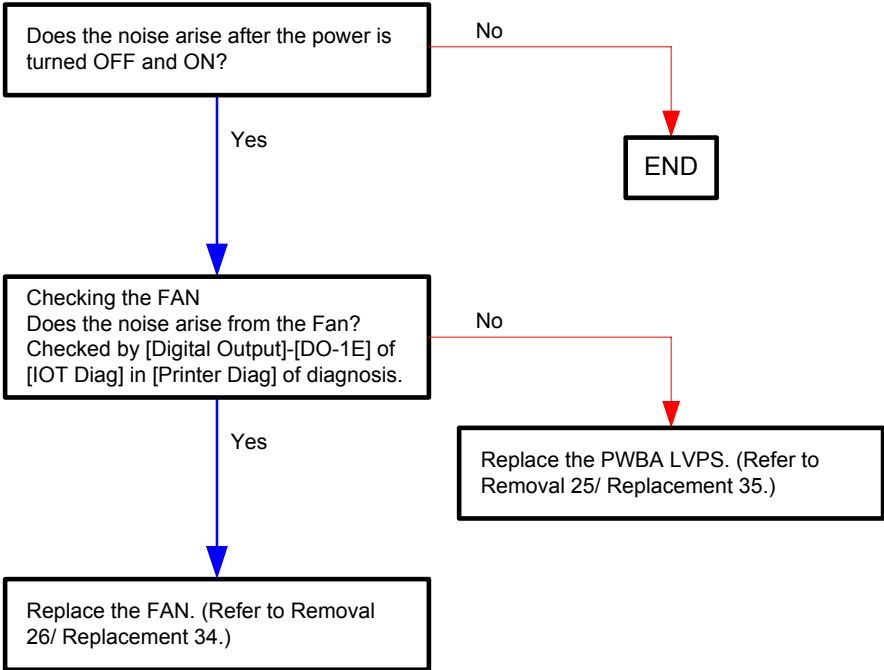 Does the noise arise after the power is
turned OFF and ON?
No
Yes
END
Checking the FAN
Does the noise arise from the Fan?
Checked by [Digital Output]-[DO-1E] of
[IOT Diag] in [Printer Diag] of diagnosis.
No
Yes
Replace the PWBA LVPS. (Refer to
Removal 25/ Replacement 35.)
Replace the FAN. (Refer to Removal
26/ Replacement 34.)